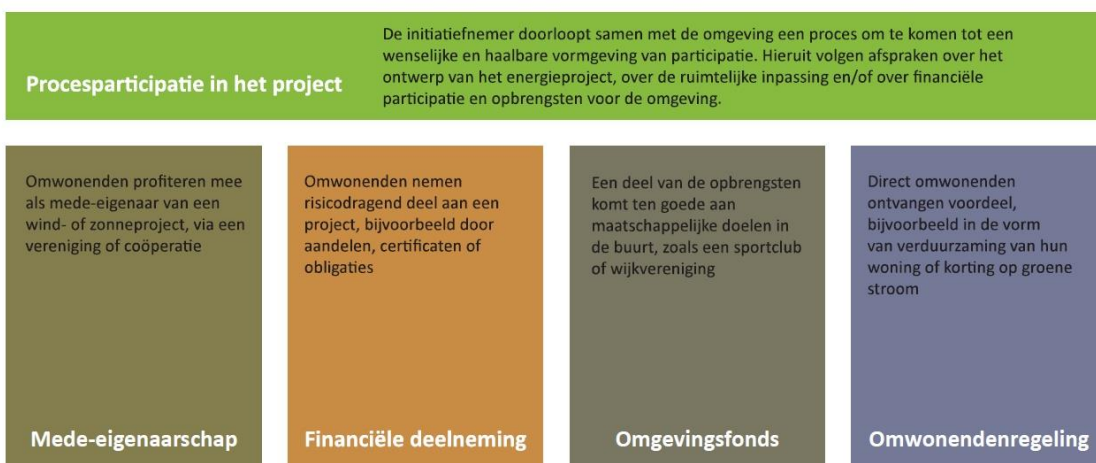 Procesparticipatie in het project
De initiatiefnemer doorloopt samen met de omgeving een proces om te komen tot een
wenselijke en haalbare vormgeving van participatie. Hieruit volgen afspraken over het
ontwerp van het energieproject, over de ruimtelijke inpassing en/of over financiële
participatie en opbrengsten voor de omgeving.
Omwonenden profiteren mee
als mede-eigenaar van een
wind- of zonneproject, via een
vereniging of coöperatie
Mede-eigenaarschap
Omwonenden nemen
risicodragend deel aan een
project, bijvoorbeeld door
aandelen, certificaten of
obligaties
Financiële deelneming
Een deel van de opbrengsten
komt ten goede aan
maatschappelijke doelen in
de buurt, zoals een sportclub
of wijkvereniging
Omgevingsfonds
Direct omwonenden
ontvangen voordeel,
bijvoorbeeld in de vorm
van verduurzaming van hun
woning of korting op groene
stroom
Omwonendenregeling